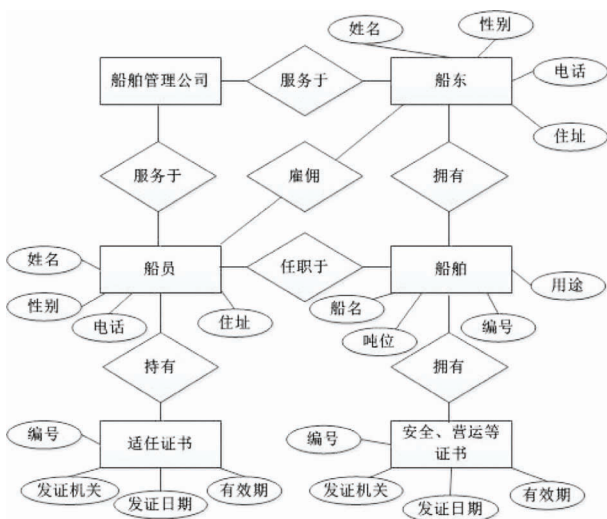 姓名
性别
船舶管理公司
服务于
船东
电话
住址
服务于
雇佣
拥有
姓名
船员
任职于
船舶
用途
性别
电话
住址
船名
吨位
编号
持有
拥有
编号
适任证书
编号
安全、营运等
证书
发证机关
发证日期
有效期
发证机关
发证日期
有效期